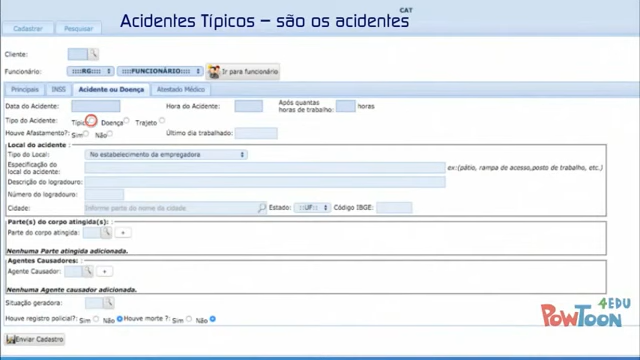 CAT
Acidentes Típicos – são os acidentes
Cadastrar Pesquisar
Cliente:
Funcionário: ::::RG:::: ::::FUNCIONÁRIO:::: Ir para funcionário
Principais INSS Acidente ou Doença Atestado Médico
Data do Acidente: Hora do Acidente: Após quantas horas de trabalho: horas
Tipo do Acidente: Típico Doença Trajeto
Houve Afastamento?: Sim Não Último dia trabalhado:
Local do acidente:
Tipo do Local: No estabelecimento da empregadora
Especificação do local do acidente: ex:(pátio, rampa de acesso,posto de trabalho, etc.)
Descrição do logradouro:
Número do logradouro:
Cidade: Informe parte do nome da cidade Estado: ::UF:: Código IBGE:
Parte(s) do corpo atingida(s):
Parte do corpo atingida: +
Nenhuma Parte atingida adicionada.
Agentes Causadores:
Agente Causador: +
Nenhuma Agente causador adicionado.
Situação geradora:
Houve registro policial?: Sim Não Houve morte ?: Sim Não
Enviar Cadastro
4EDU
POWTOON